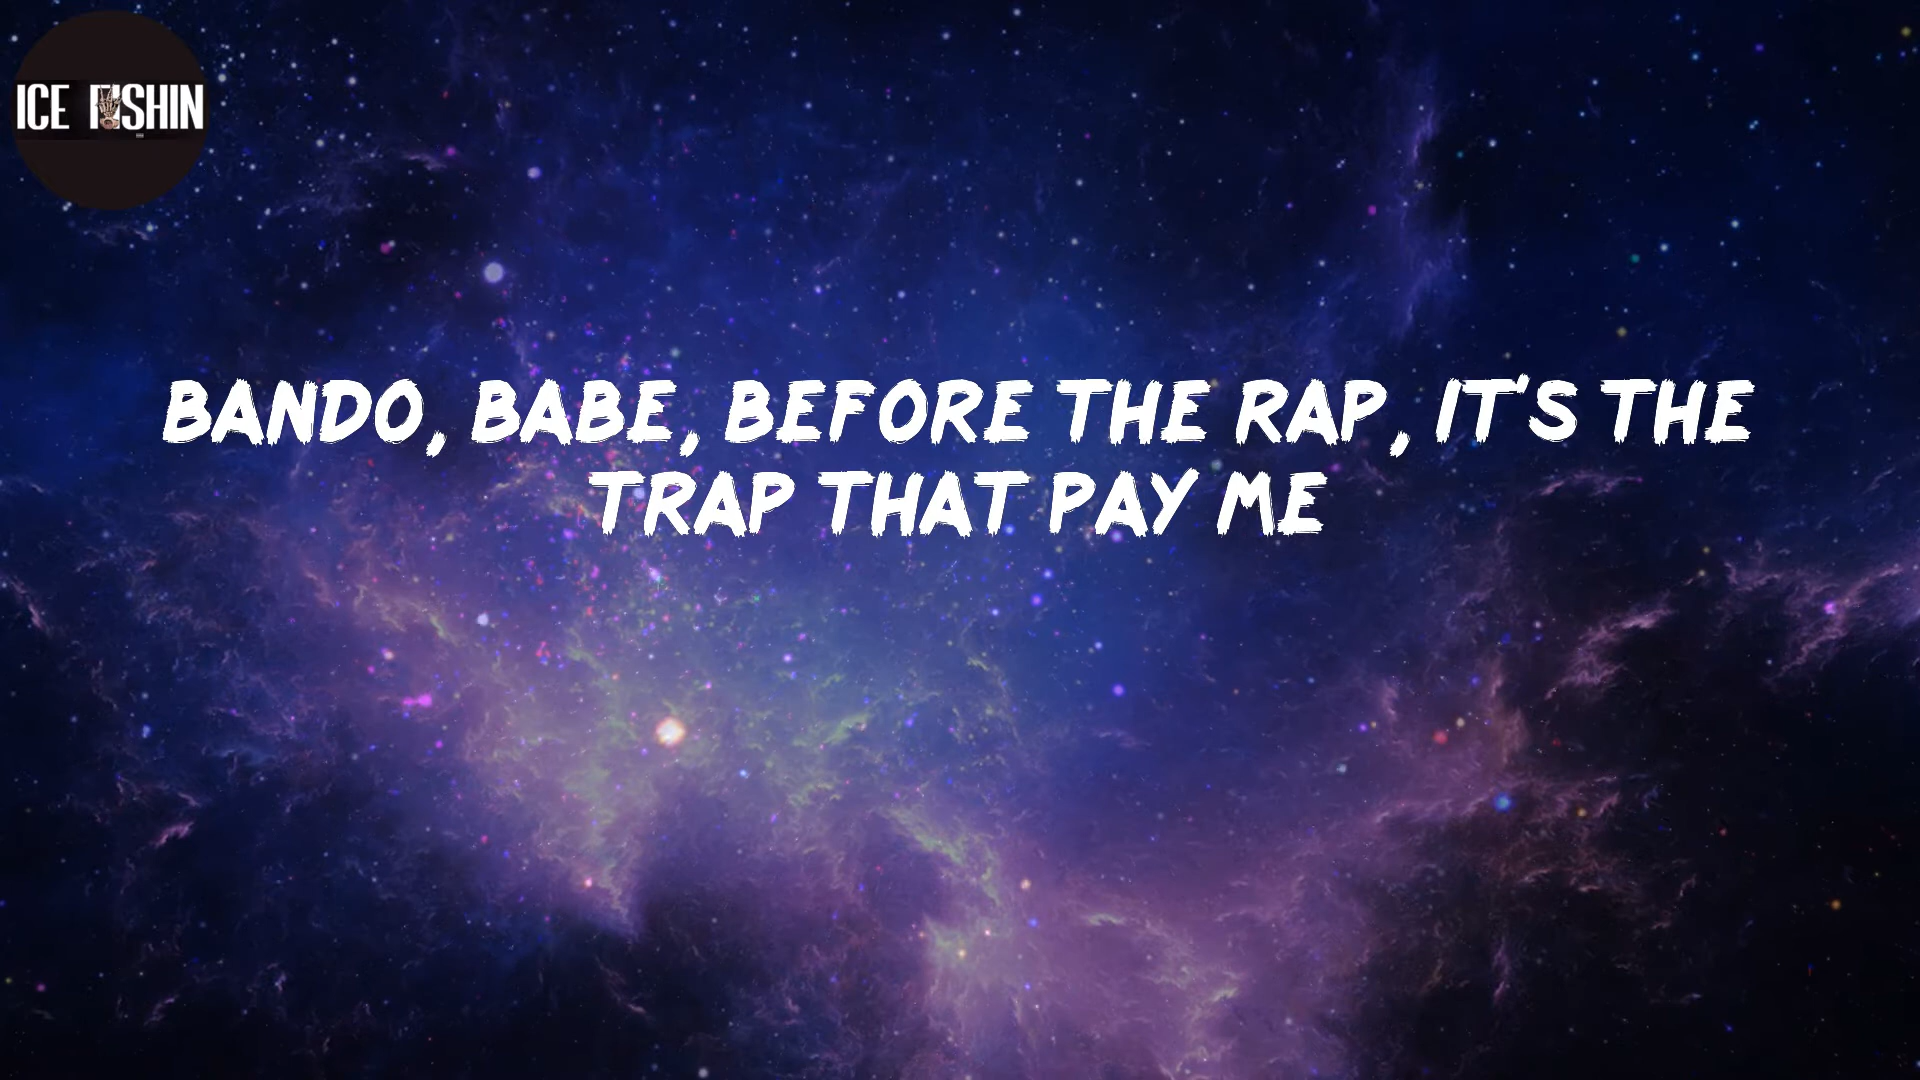 ICE FISHIN
BANDO, BABE, BEFORE THE RAP, IT'S THE
TRAP THAT PAY ME